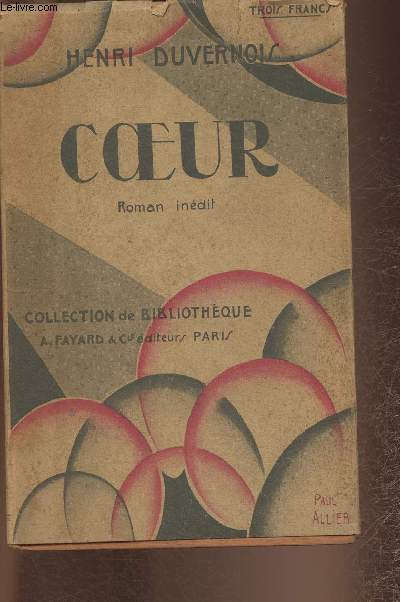 Le-livre.com
TROIS FRANCS
HENRI DUVERNOIS
CŒUR
Roman inédit
COLLECTION de BIBLIOTHÈQUE
A. FAYARD & Cie éditeurs PARIS
PAUL
ALLIER